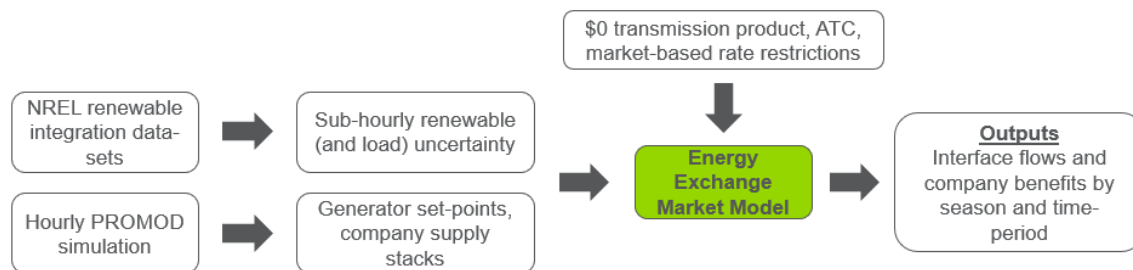 $0 transmission product, ATC,
market-based rate restrictions
NREL renewable
integration data-
sets
Sub-hourly renewable
(and load) uncertainty
Hourly PROMOD
simulation
Generator set-points,
company supply
stacks
Energy
Exchange
Market Model
Outputs
Interface flows and
company benefits by
season and time-
period